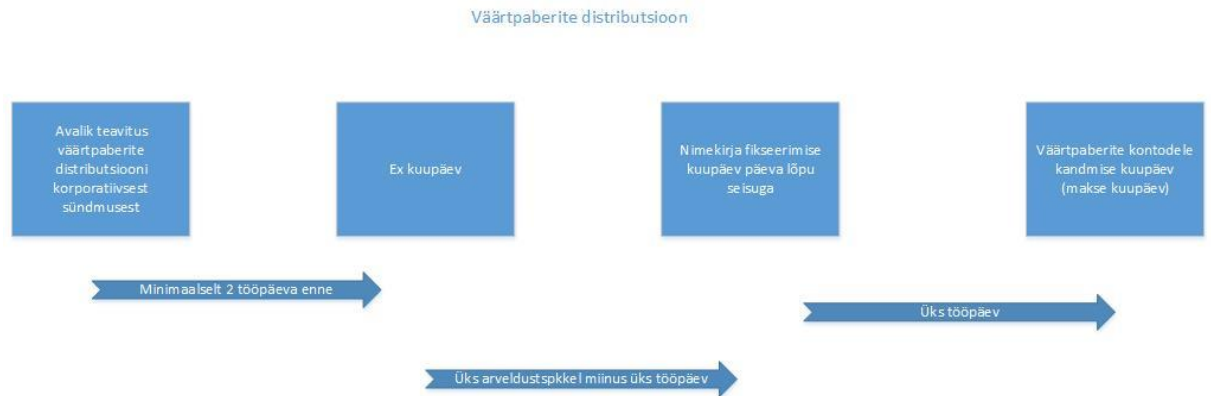 Väärtpaberite distributsioon
Avalik teavitus
väärtpaberite
distributsiooni
korporatiivsest
sündmusest
Ex kuupäev
Nimekirja fikseerimise
kuupäev päeva lõpu
seisuga
Väärtpaberite kontodele
kandmise kuupäev
(makse kuupäev)
Minimaalselt 2 tööpäeva enne
Üks tööpäev
Üks arveldustspkkel miinus üks tööpäev